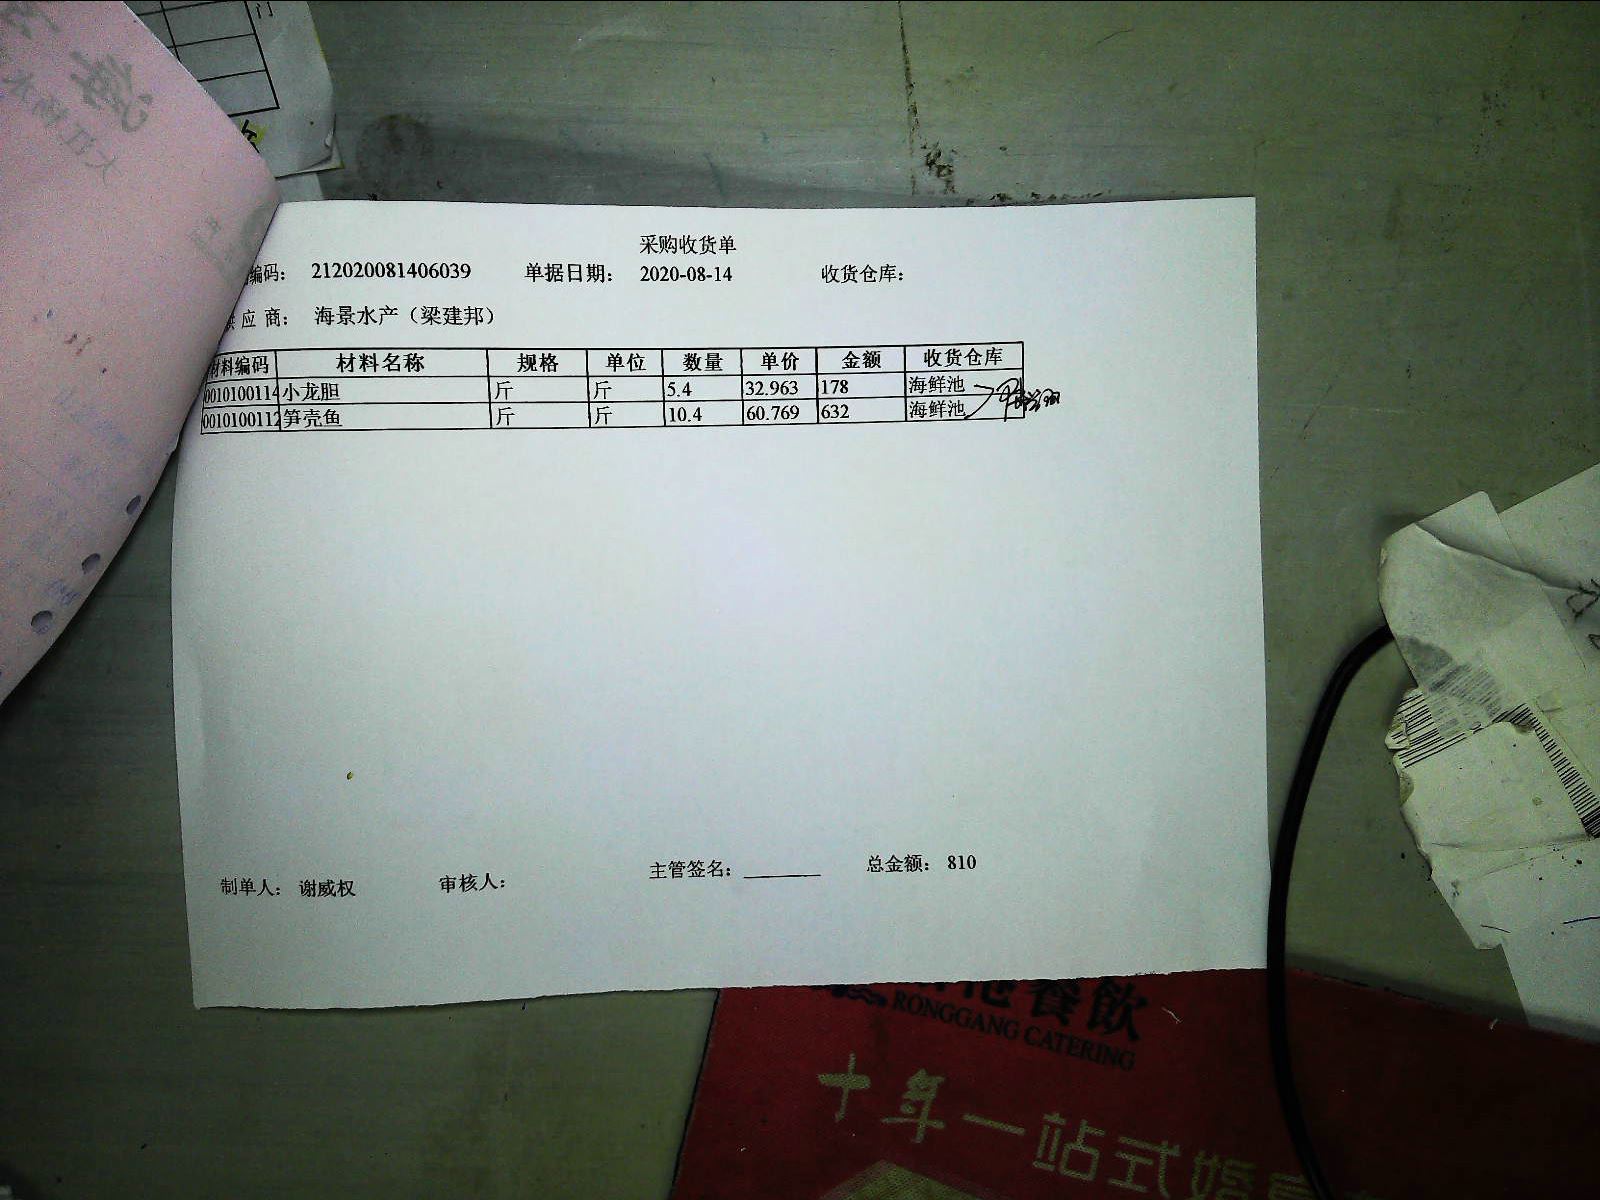 采购收货单
编码： 212020081406039 单据日期： 2020-08-14 收货仓库：
供 应 商： 海景水产（梁建邦）
材料编码 材料名称 规格 单位 数量 单价 金额 收货仓库
0010100114 小龙胆 斤 斤 5.4 32.963 178 海鲜池
0010100112 笋壳鱼 斤 斤 10.4 60.769 632 海鲜池
制单人： 谢威权 审核人： 主管签名： 总金额： 810
餐飲
RONGGANG CATERING
十年一站式